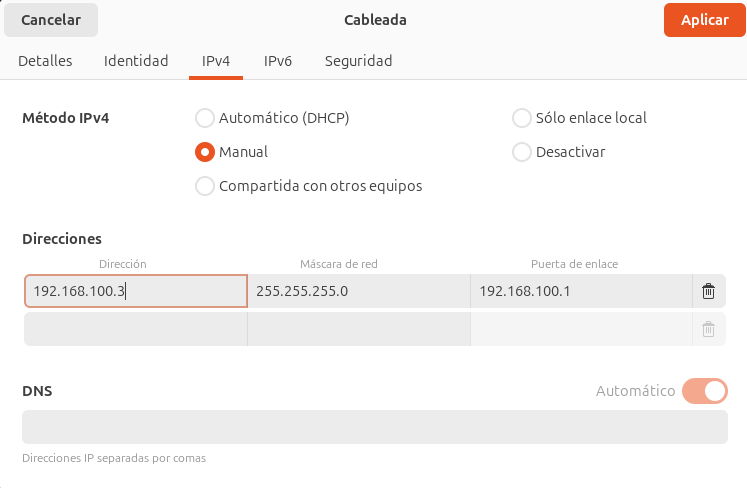 Cancelar Cableada Aplicar
Detalles Identidad IPv4 IPv6 Seguridad
Método IPv4 Automático (DHCP) Sólo enlace local
Manual Desactivar
Compartida con otros equipos
Direcciones
Dirección Máscara de red Puerta de enlace
192.168.100.3 255.255.255.0 192.168.100.1
DNS Automático
Direcciones IP separadas por comas